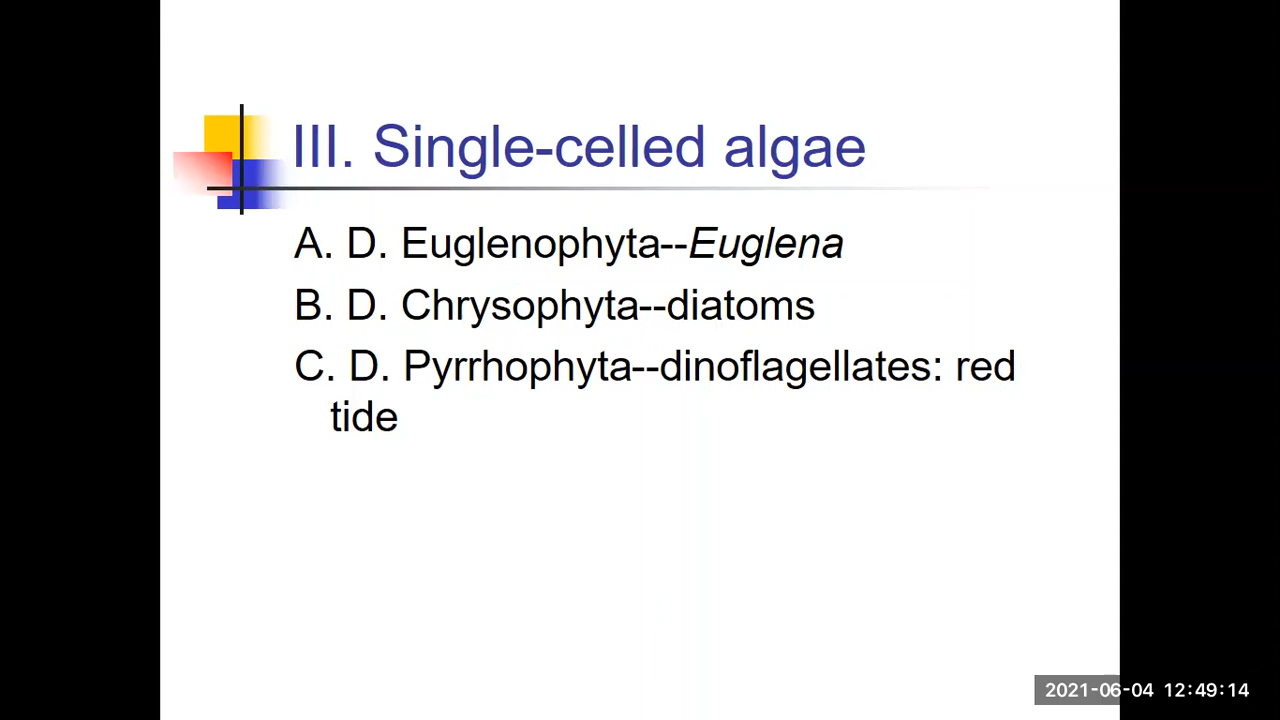 III. Single-celled algae
A. D. Euglenophyta--Euglena
B. D. Chrysophyta--diatoms
C. D. Pyrrhophyta--dinoflagellates: red
tide
2021-06-04 12:49:14